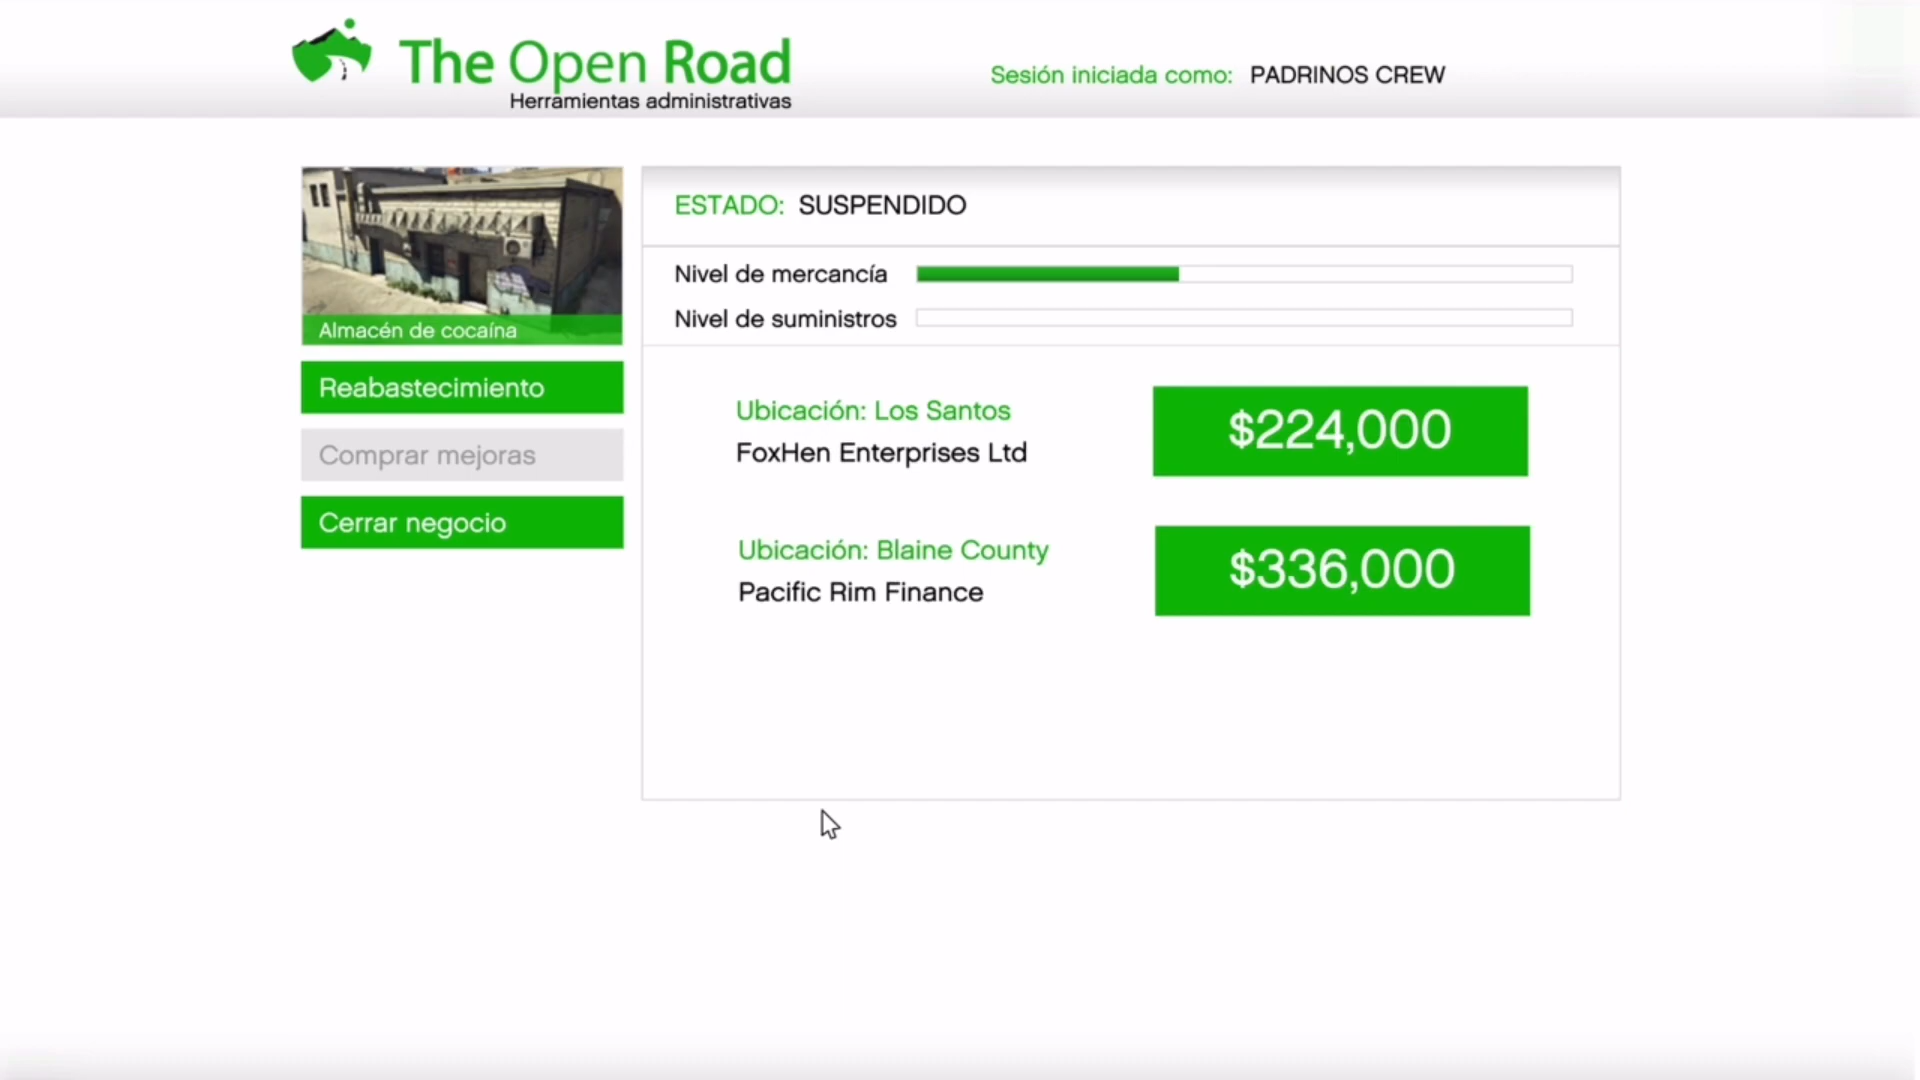 The Open Road
Herramientas administrativas
Sesión iniciada como: PADRINOS CREW
Almacén de cocaína
Reabastecimiento
Comprar mejoras
Cerrar negocio
ESTADO: SUSPENDIDO
Nivel de mercancía
Nivel de suministros
Ubicación: Los Santos
FoxHen Enterprises Ltd
$224,000
Ubicación: Blaine County
Pacific Rim Finance
$336,000